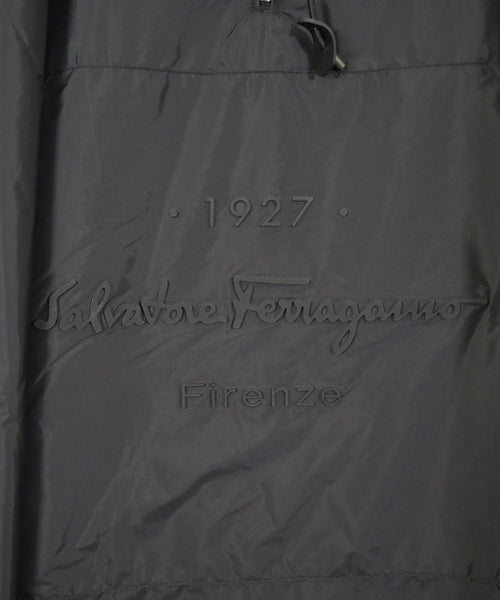 · 1927 ·
Salvatore Ferragamo
Firenze